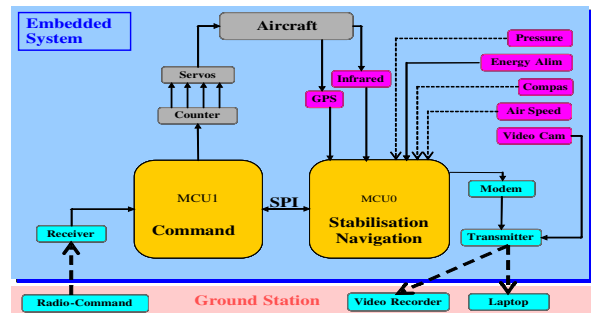 Embedded
System
Aircraft
Pressure
Energy Alim
Servos
Infrared
Compas
GPS
Counter
Air Speed
Video Cam
MCU1
Command
SPI
MCU0
Stabilisation
Navigation
Modem
Receiver
Transmitter
Radio-Command
Ground Station
Video Recorder
Laptop